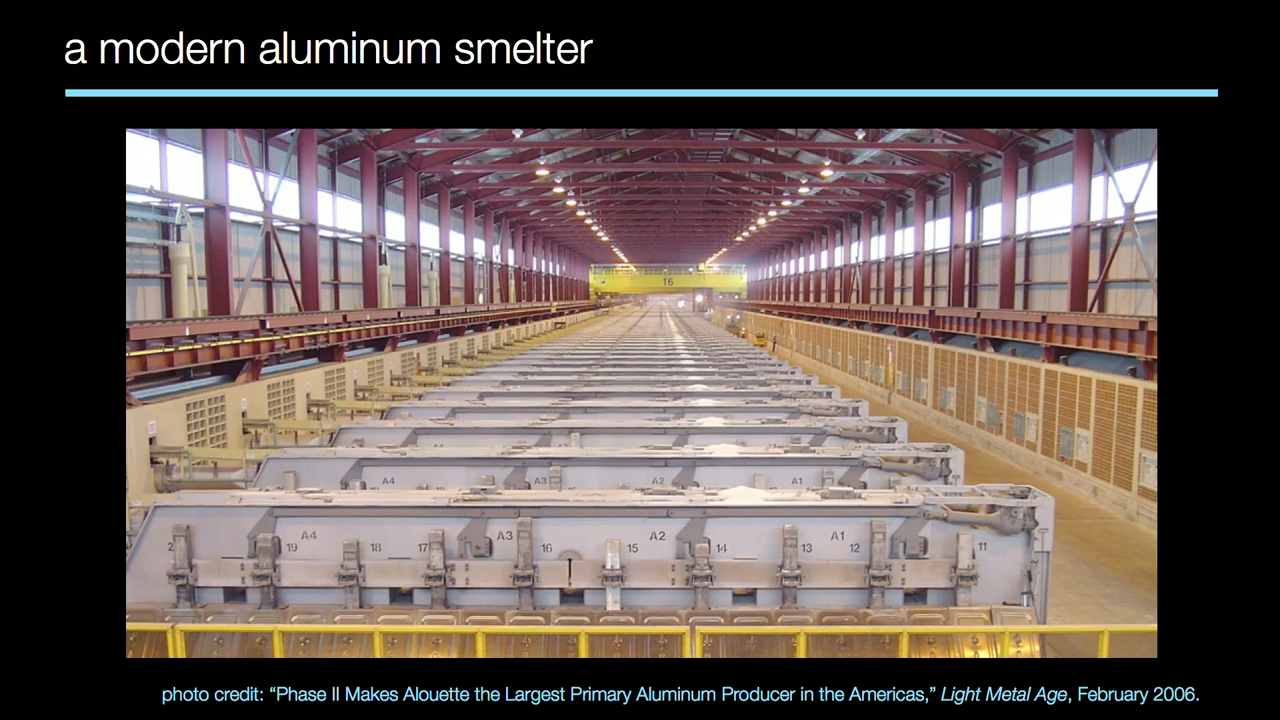 a modern aluminum smelter
16
A4 A3 A2 A1
A4 A3 A2 A1
2 19 18 17 16 15 14 13 12 11
photo credit: “Phase II Makes Alouette the Largest Primary Aluminum Producer in the Americas,” Light Metal Age, February 2006.